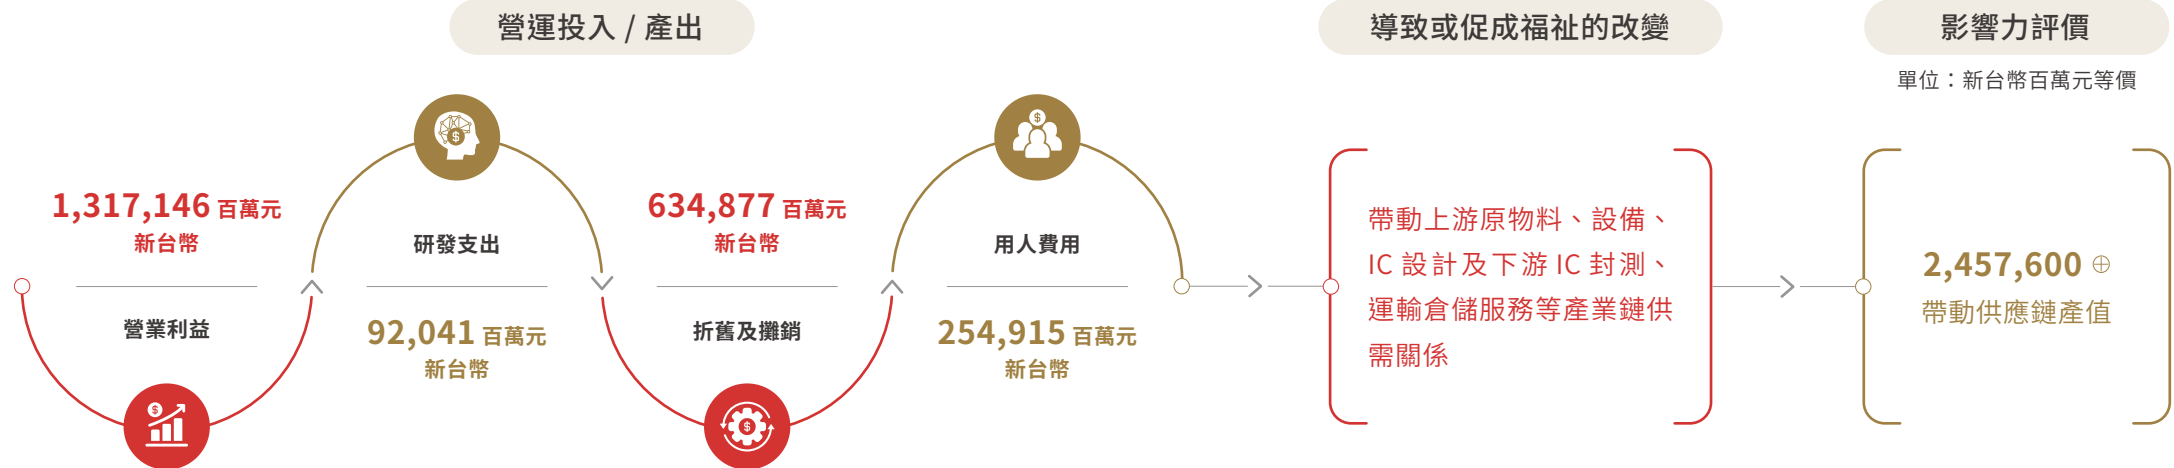 營運投入 / 產出
1,317,146 百萬元
新台幣
營業利益
研發支出
92,041 百萬元
新台幣
634,877 百萬元
新台幣
折舊及攤銷
用人費用
254,915 百萬元
新台幣
導致或促成福祉的改變
帶動上游原物料、設備、
IC 設計及下游 IC 封測、
運輸倉儲服務等產業鏈供
需關係
影響力評價
單位：新台幣百萬元等價
2,457,600 ⊕
帶動供應鏈產值